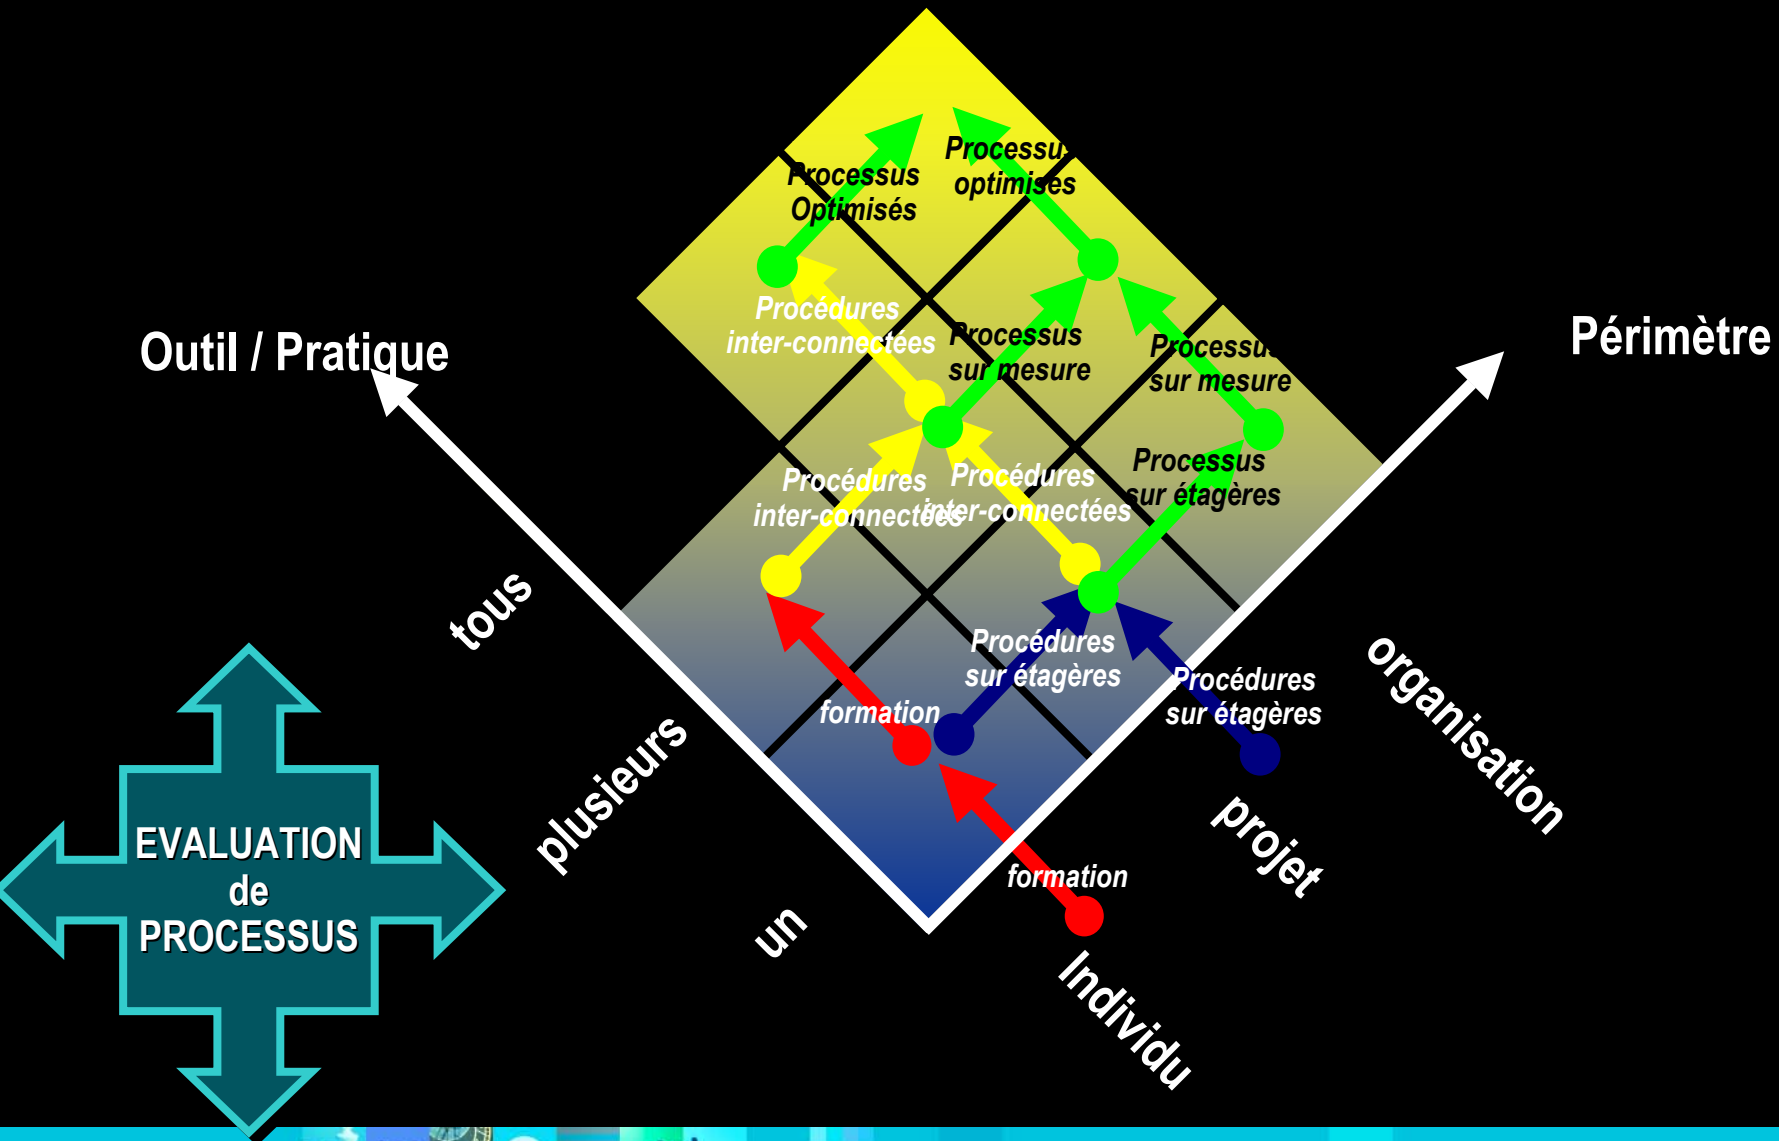 Processus
optimisés
Processus
Optimisés
Procédures
inter-connectées
Processus
sur mesure
Processus
sur mesure
Outil / Pratique
Périmètre
Procédures
inter-connectées
Procédures
inter-connectées
Processus
sur étagères
tous
Procédures
sur étagères
Procédures
sur étagères
organisation
formation
plusieurs
projet
formation
un
Individu
EVALUATION
de
PROCESSUS